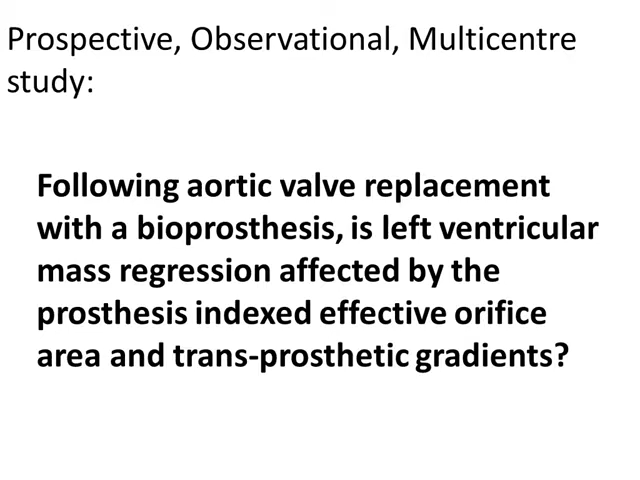 Prospective, Observational, Multicentre
study:
Following aortic valve replacement
with a bioprosthesis, is left ventricular
mass regression affected by the
prosthesis indexed effective orifice
area and trans-prosthetic gradients?